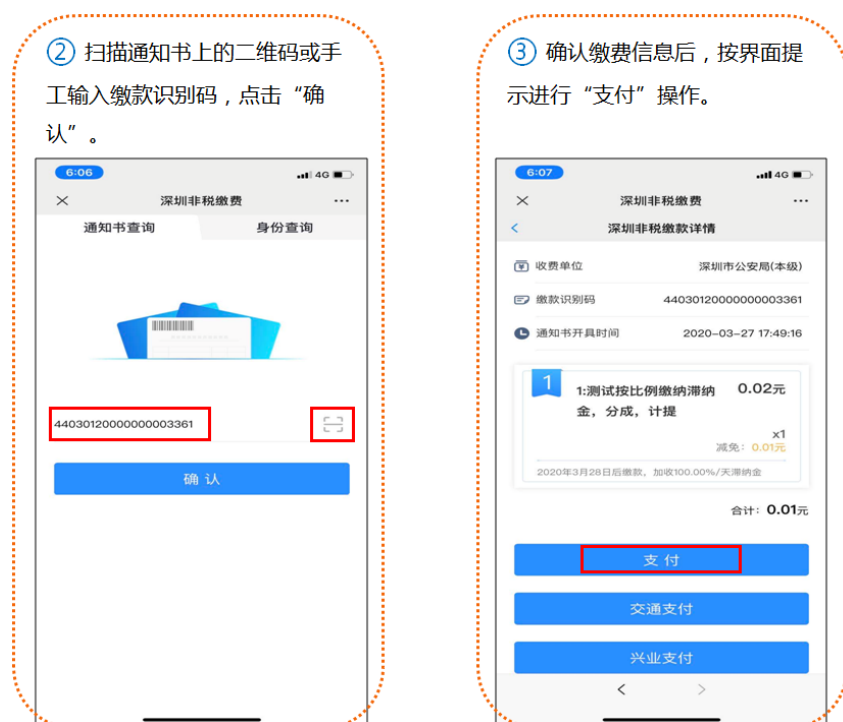 ② 扫描通知书上的二维码或手
工输入缴款识别码，点击“确
认”。
6:06
4G
深圳非税缴费
通知书查询
身份查询
44030120000000003361
确 认
③ 确认缴费信息后，按界面提
示进行“支付”操作。
6:07
4G
深圳非税缴费
深圳非税缴款详情
收费单位 深圳市公安局(本级)
缴款识别码 44030120000000003361
通知书开具时间 2020-03-27 17:49:16
1
1:测试按比例缴纳滞纳 0.02元
金，分成，计提
x1
减免：0.01元
2020年3月28日后缴款，加收100.00%/天滞纳金
合计：0.01元
支 付
交通支付
兴业支付